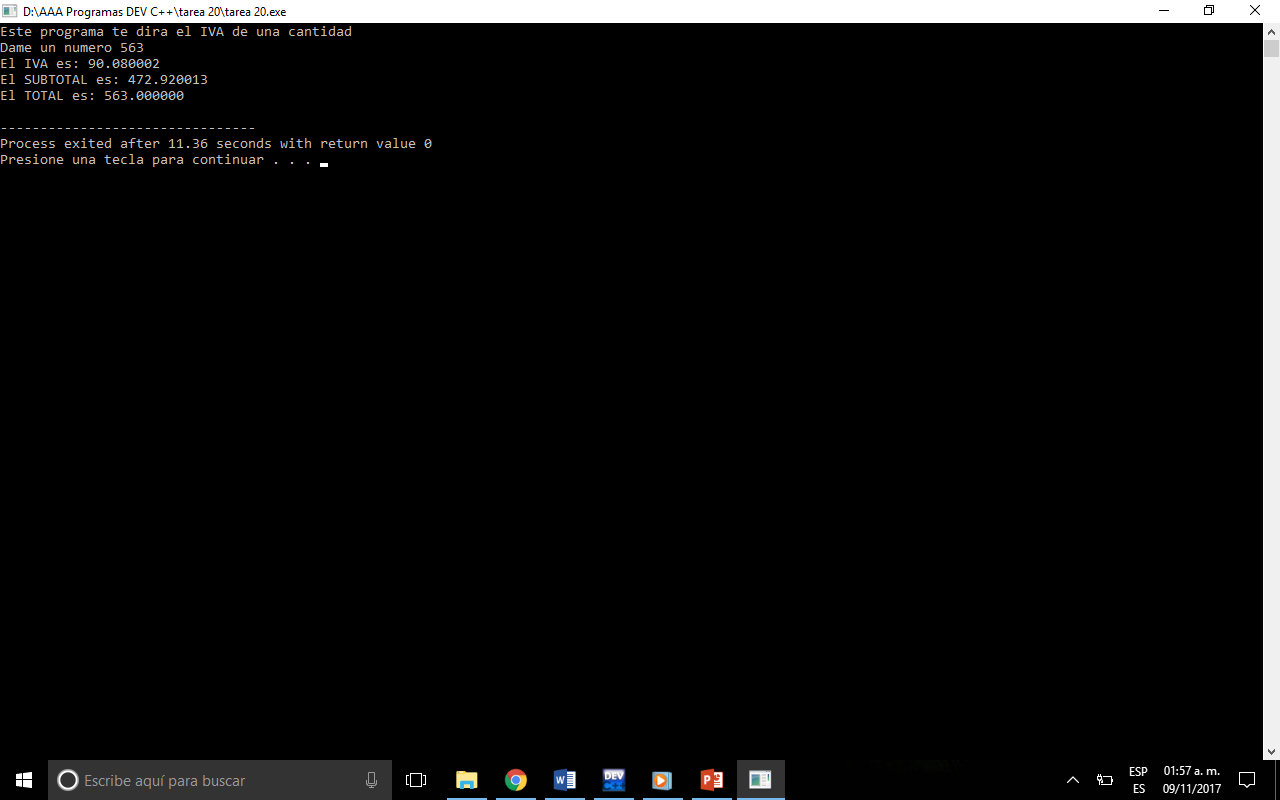 D:\AAA Programas DEV C++\tarea 20\tarea 20.exe
Este programa te dira el IVA de una cantidad
Dame un numero 563
El IVA es: 90.080002
El SUBTOTAL es: 472.920013
El TOTAL es: 563.000000
--------------------------------
Process exited after 11.36 seconds with return value 0
Presione una tecla para continuar . . .
Escribe aquí para buscar
DEV
C++
ESP
ES
01:57 a. m.
09/11/2017